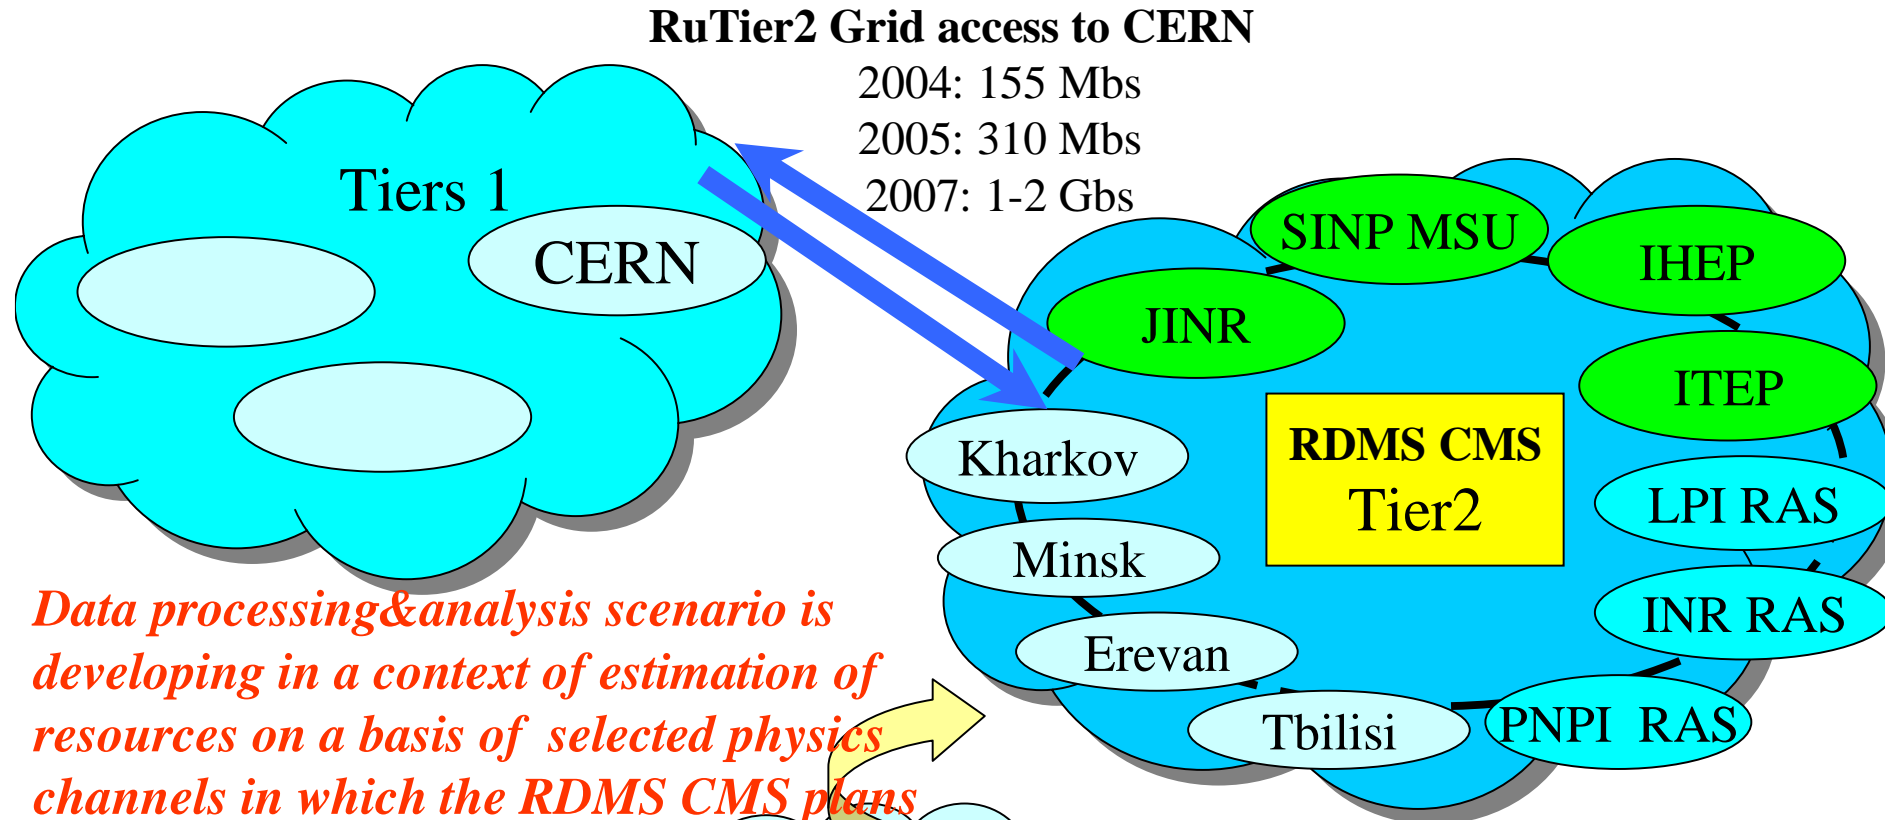 RuTier2 Grid access to CERN
2004: 155 Mbs
2005: 310 Mbs
2007: 1-2 Gbs
Tiers 1
CERN
SINP MSU
IHEP
JINR
ITEP
RDMS CMS
Tier2
Kharkov
LPI RAS
Minsk
INR RAS
Erevan
Tbilisi
PNPI  RAS
Data processing&analysis scenario is
developing in a context of estimation of
resources on a basis of  selected physics
channels in which the RDMS CMS plans